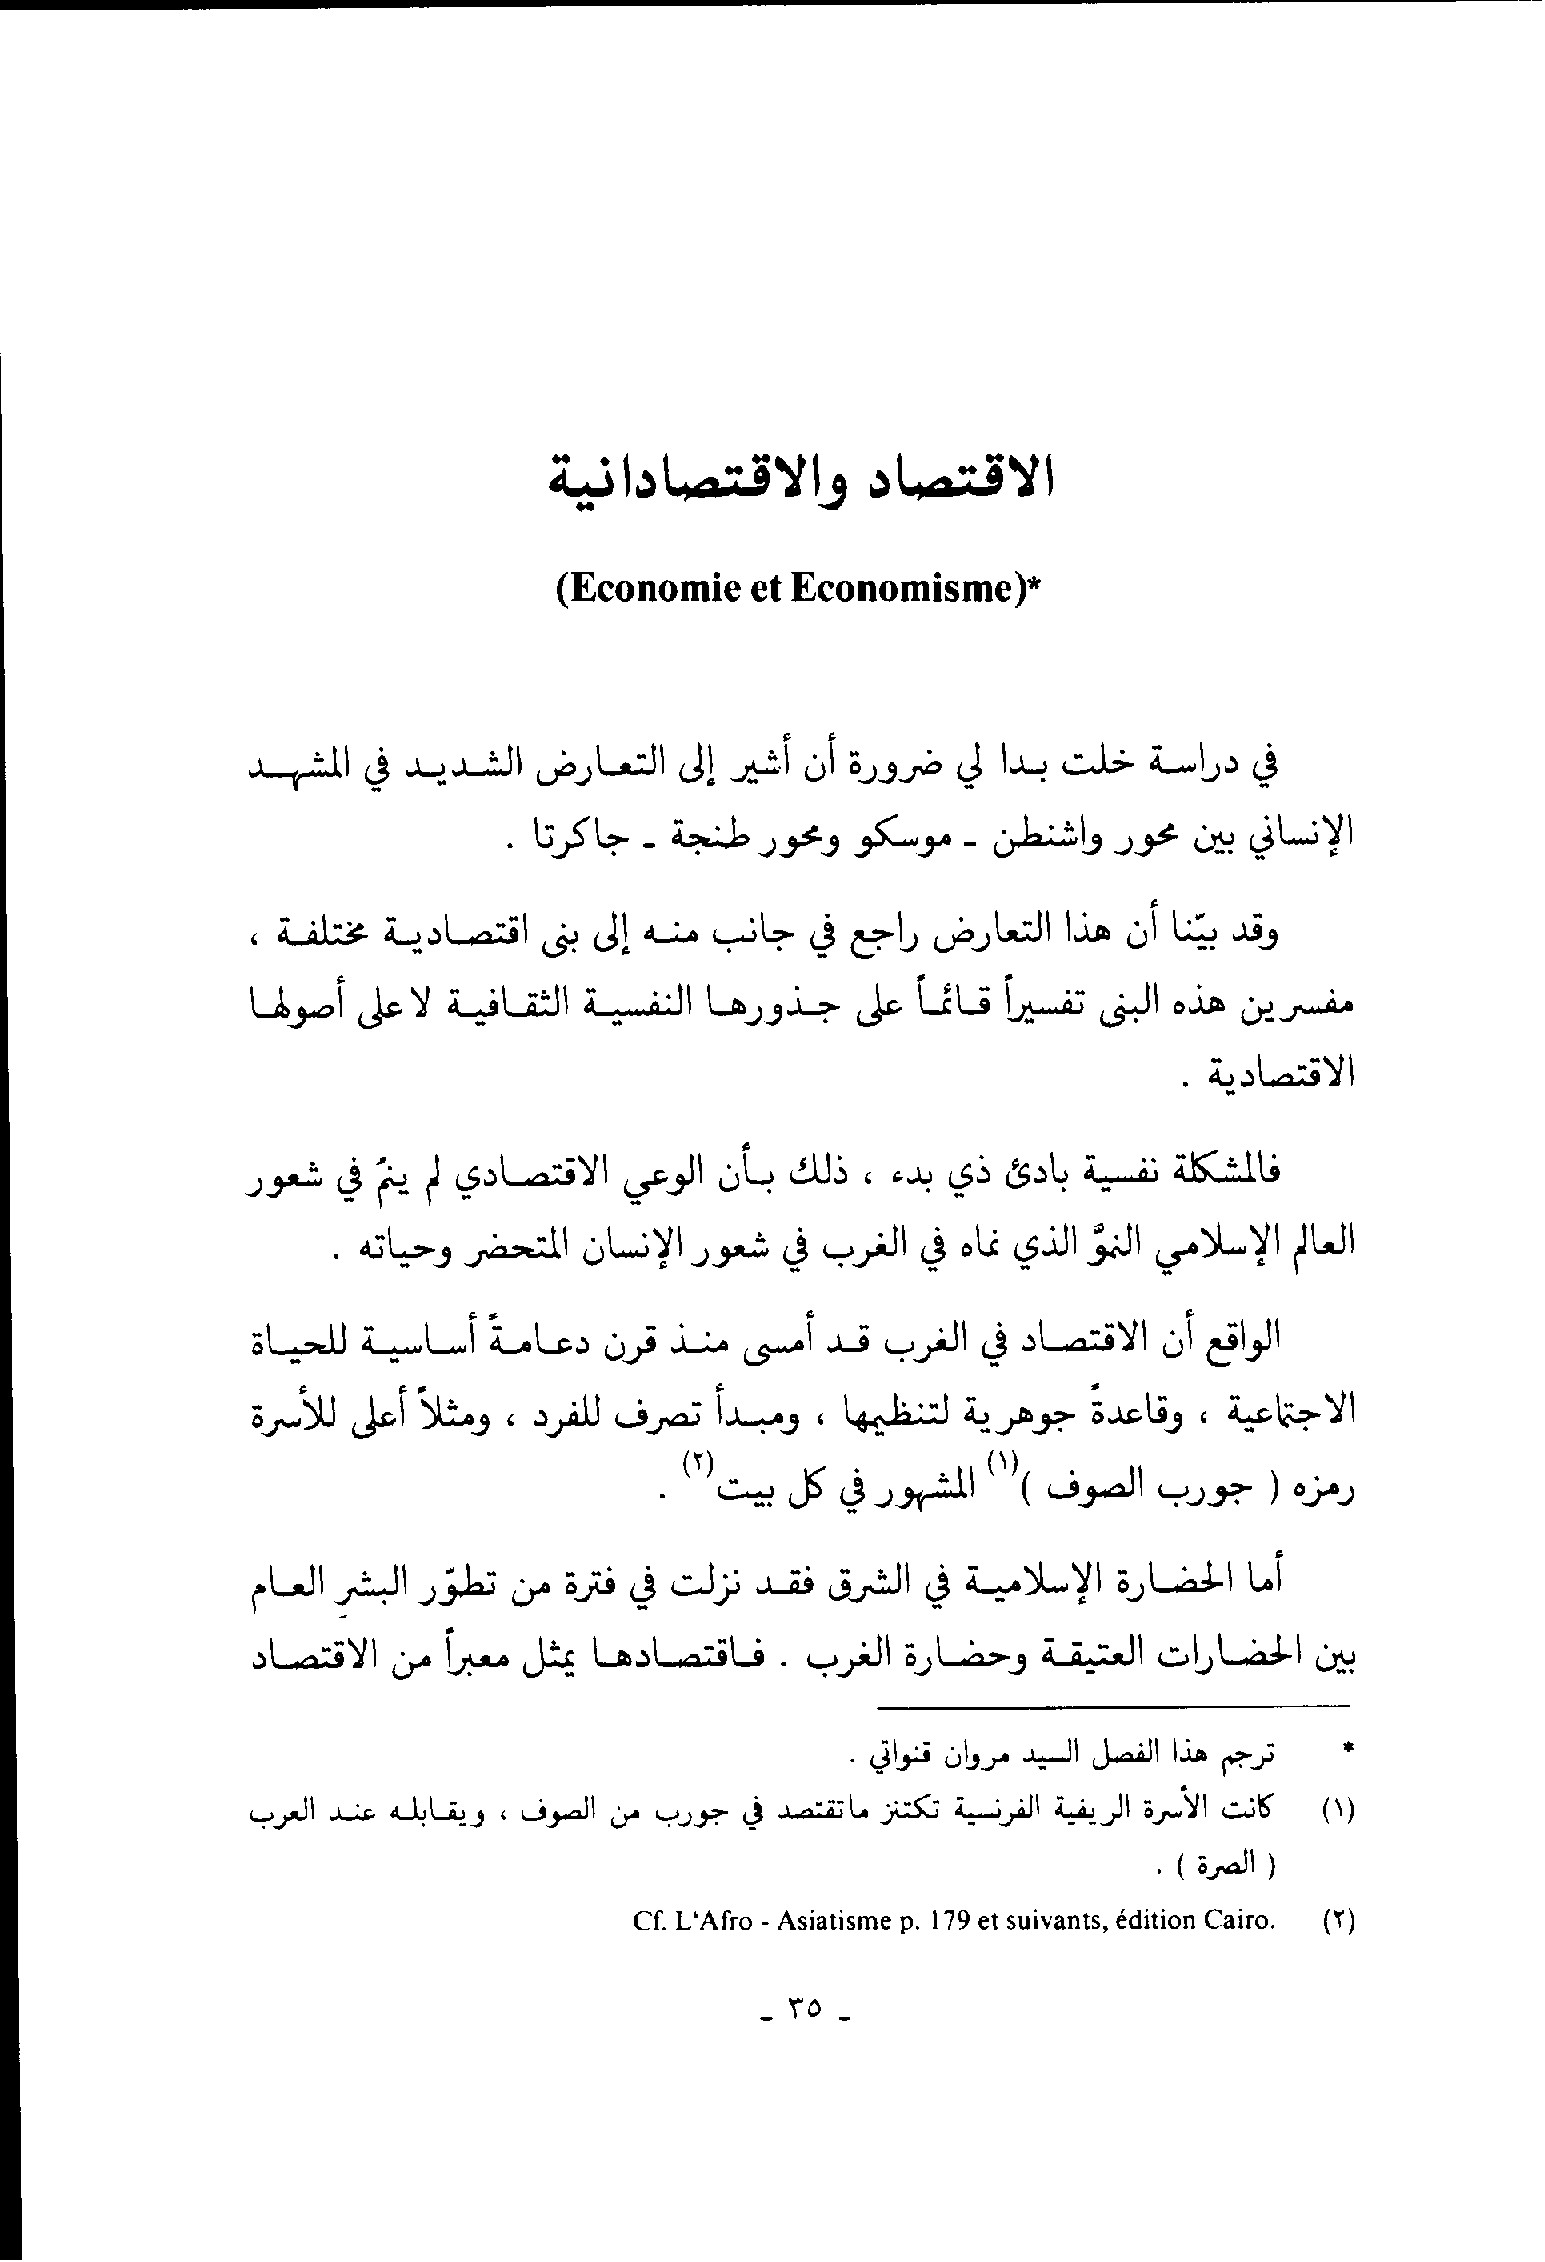 الاقتصاد والاقتصادانية
(Economie et Economisme)*
في دراسة خلت بدا لي ضرورة أن أشير إلى التعارض الشديد في المشهد
الإنساني بين محور واشنطن - موسكو ومحور طنجة - جاكرتا .
وقد بيّنا أن هذا التعارض راجع في جانب منه إلى بنى اقتصادية مختلفة ،
مفسرين هذه البنى تفسيراً قائماً على جذورها النفسية الثقافية لا على أصولها
الاقتصادية .
فالمشكلة نفسية بادئ ذي بدء ، ذلك بأن الوعي الاقتصادي لم ينمُ في شعور
العالم الإسلامي النموَّ الذي نماه في الغرب في شعور الإنسان المتحضر وحياته .
الواقع أن الاقتصاد في الغرب قد أمسى منذ قرن دعامةً أساسية للحياة
الاجتماعية ، وقاعدةً جوهرية لتنظيمها ، ومبدأ تصرف للفرد ، ومثلاً أعلى للأسرة
رمزه ( جورب الصوف )(١) المشهور في كل بيت(٢) .
أما الحضارة الإسلامية في الشرق فقد نزلت في فترة من تطوّر البشر العام
بين الحضارات العتيقة وحضارة الغرب . فاقتصادها يمثل معبراً من الاقتصاد
* ترجم هذا الفصل السيد مروان قنواتي .
(١) كانت الأسرة الريفية الفرنسية تكتنز ماتقتصد في جورب من الصوف ، ويقابله عند العرب
( الصرة ) .
(٢) Cf. L'Afro - Asiatisme p. 179 et suivants, édition Cairo.
- ٣٥ -